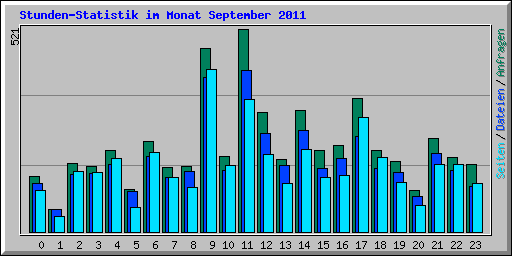 Stunden-Statistik im Monat September 2011
521
Seiten / Dateien / Anfragen
0 1 2 3 4 5 6 7 8 9 10 11 12 13 14 15 16 17 18 19 20 21 22 23